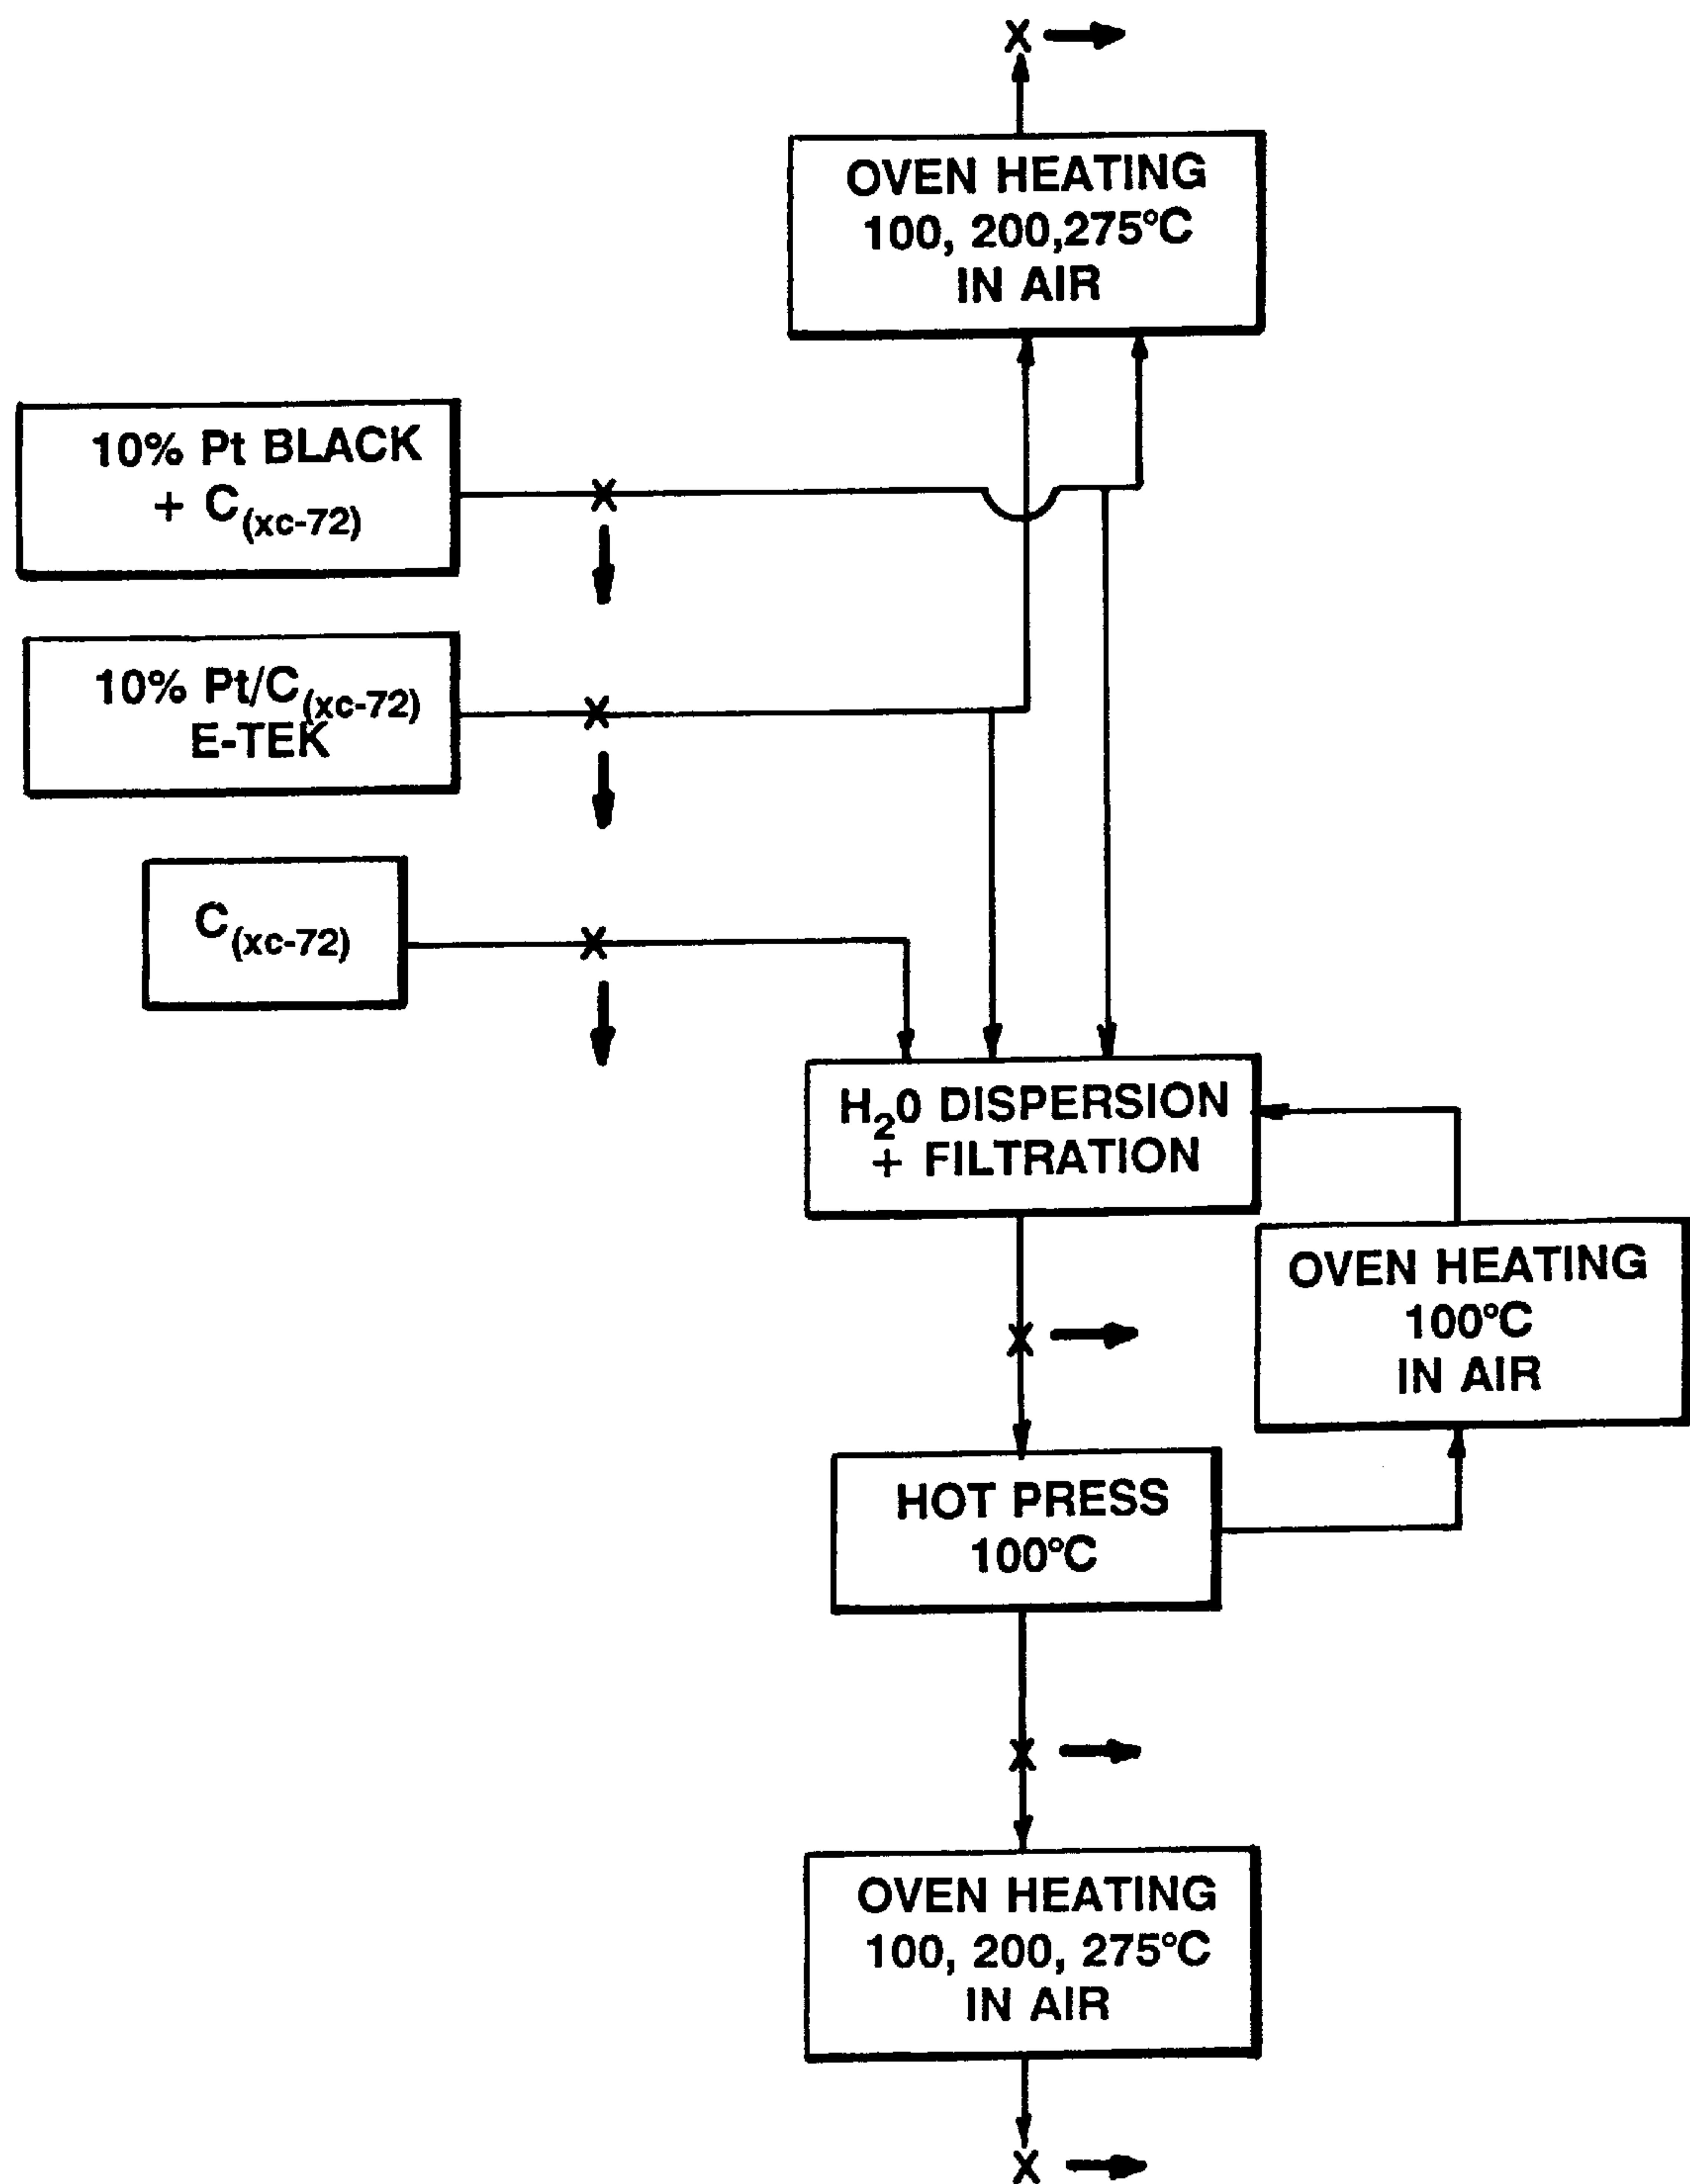 X
OVEN HEATING
100, 200,275°C
IN AIR
10% Pt BLACK
+ C(xc-72)
X
10% Pt/C(xc-72)
E-TEK
X
C(xc-72)
X
H20 DISPERSION
+ FILTRATION
OVEN HEATING
100°C
IN AIR
X
HOT PRESS
100°C
X
OVEN HEATING
100, 200, 275°C
IN AIR
X